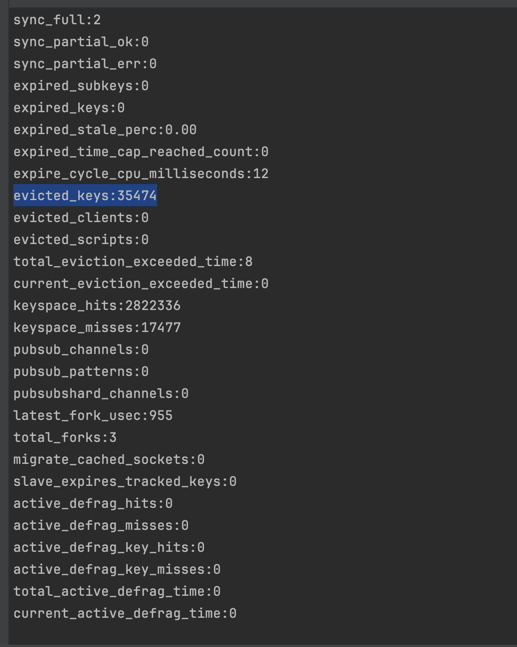 sync_full:2
sync_partial_ok:0
sync_partial_err:0
expired_subkeys:0
expired_keys:0
expired_stale_perc:0.00
expired_time_cap_reached_count:0
expire_cycle_cpu_milliseconds:12
evicted_keys:35474
evicted_clients:0
evicted_scripts:0
total_eviction_exceeded_time:8
current_eviction_exceeded_time:0
keyspace_hits:2822336
keyspace_misses:17477
pubsub_channels:0
pubsub_patterns:0
pubsubshard_channels:0
latest_fork_usec:955
total_forks:3
migrate_cached_sockets:0
slave_expires_tracked_keys:0
active_defrag_hits:0
active_defrag_misses:0
active_defrag_key_hits:0
active_defrag_key_misses:0
total_active_defrag_time:0
current_active_defrag_time:0